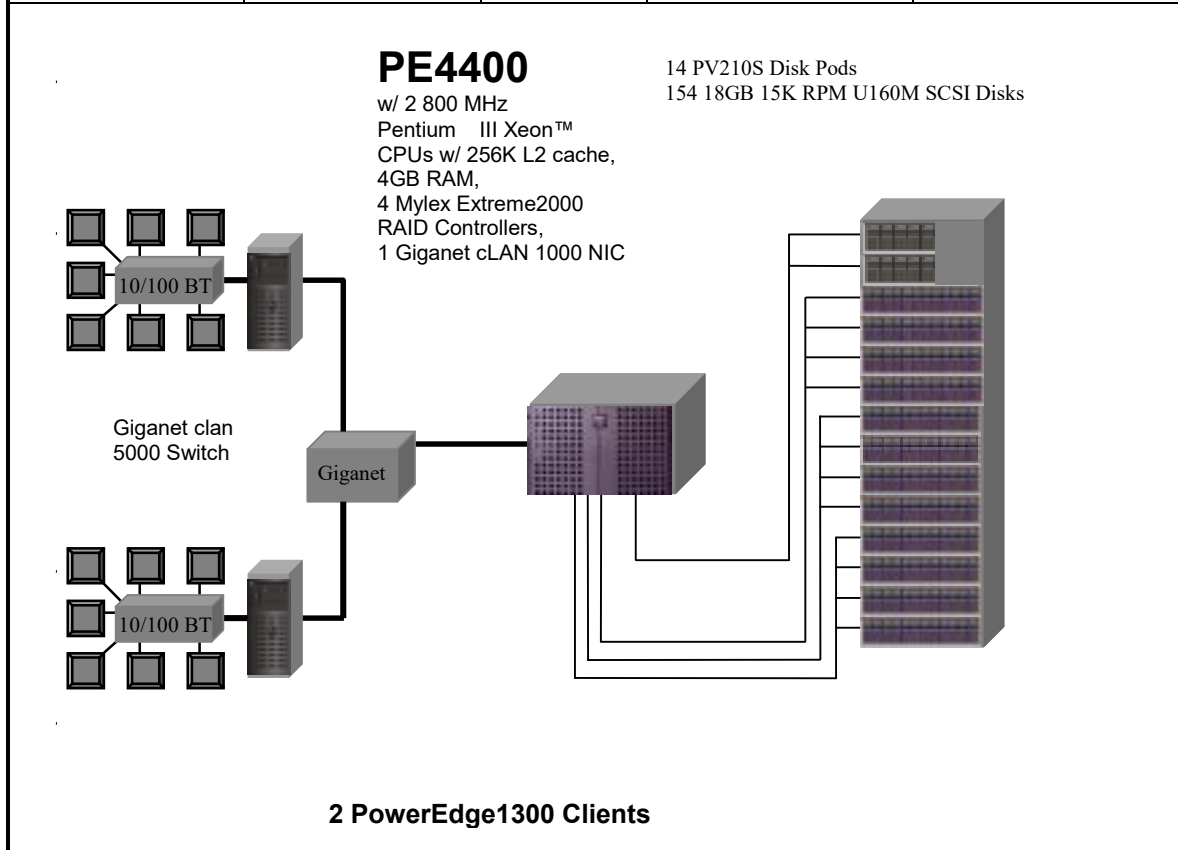 PE4400
w/ 2 800 MHz
Pentium III Xeon™
CPUs w/ 256K L2 cache,
4GB RAM,
4 Mylex Extreme2000
RAID Controllers,
1 Giganet cLAN 1000 NIC
14 PV210S Disk Pods
154 18GB 15K RPM U160M SCSI Disks
10/100 BT
Giganet clan
5000 Switch
Giganet
10/100 BT
2 PowerEdge1300 Clients